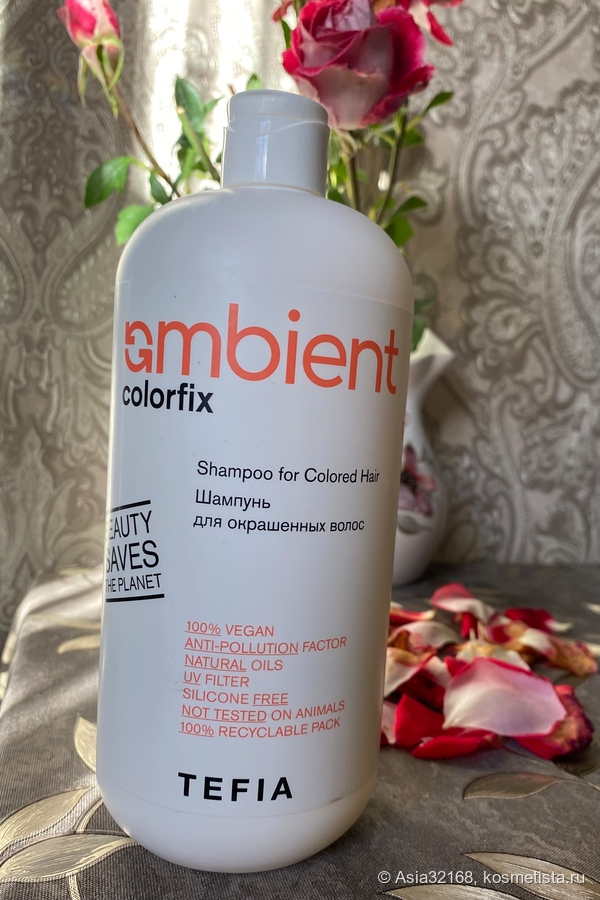 ambient
colorfix
Shampoo for Colored Hair
Шампунь
для окрашенных волос
EAUTY
SAVES
THE PLANET
100% VEGAN
ANTI-POLLUTION FACTOR
NATURAL OILS
UV FILTER
SILICONE FREE
NOT TESTED ON ANIMALS
100% RECYCLABLE PACK
TEFIA
© Asia32168, kosmetista.ru